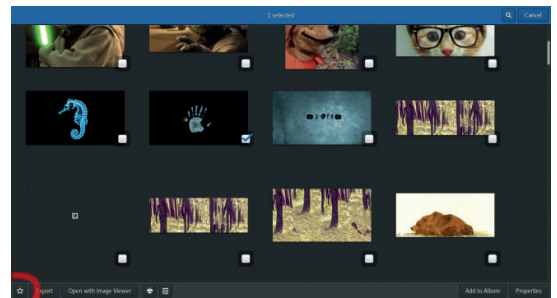 1 selected
Cancel
Export
Open with Image Viewer
Add to Album
Properties